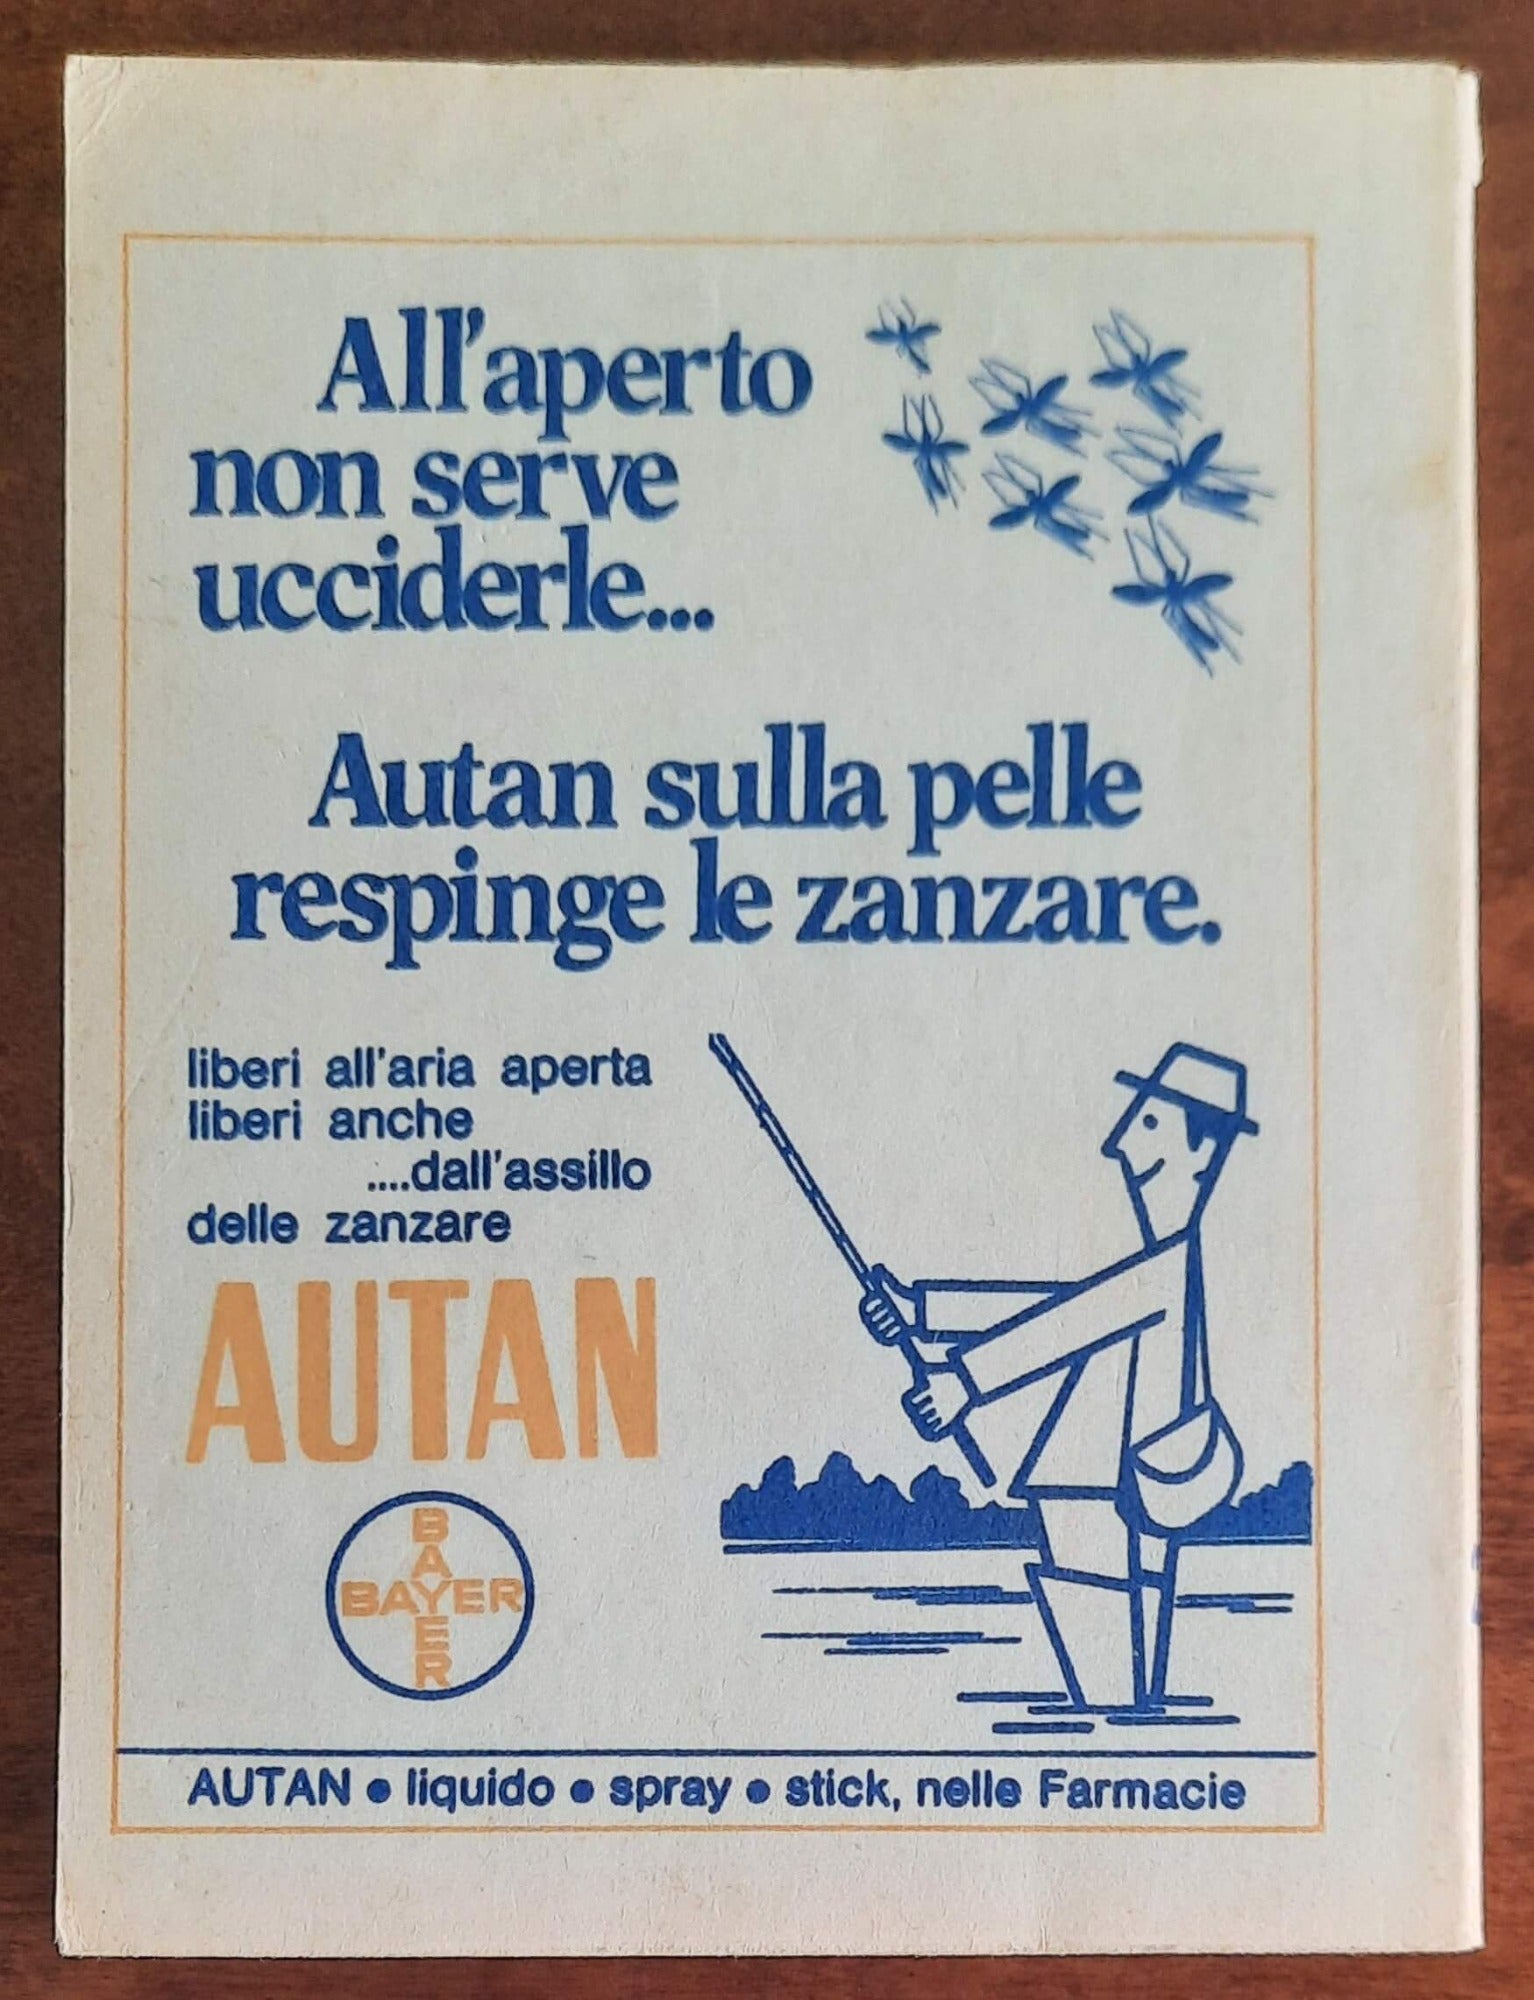 All'aperto
non serve
ucciderle...
Autan sulla pelle
respinge le zanzare.
liberi all'aria aperta
liberi anche
....dall'assillo
delle zanzare
AUTAN
BAYER
BAYER
AUTAN • liquido • spray • stick, nelle Farmacie